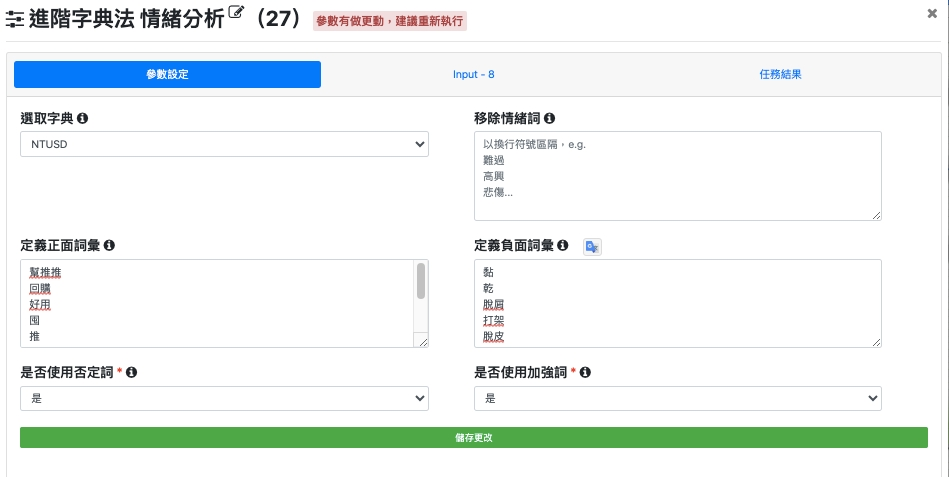 進階字典法 情緒分析 (27) 參數有做更動，建議重新執行
參數設定 Input - 8 任務結果
選取字典
移除情緒詞
NTUSD
以換行符號區隔，e.g.
難過
高興
悲傷...
定義正面詞彙
定義負面詞彙
幫推推
回購
好用
囤
推
黏
乾
脫屑
打架
脫皮
是否使用否定詞 *
是否使用加強詞 *
是
是
儲存更改